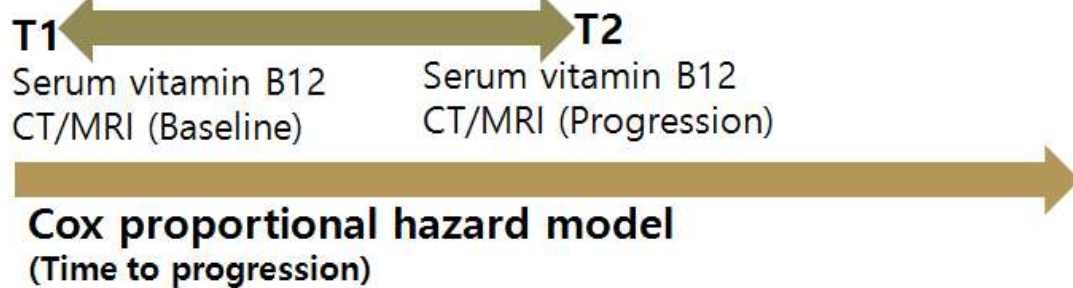 T1 T2
Serum vitamin B12
CT/MRI (Baseline)
Serum vitamin B12
CT/MRI (Progression)
Cox proportional hazard model
(Time to progression)